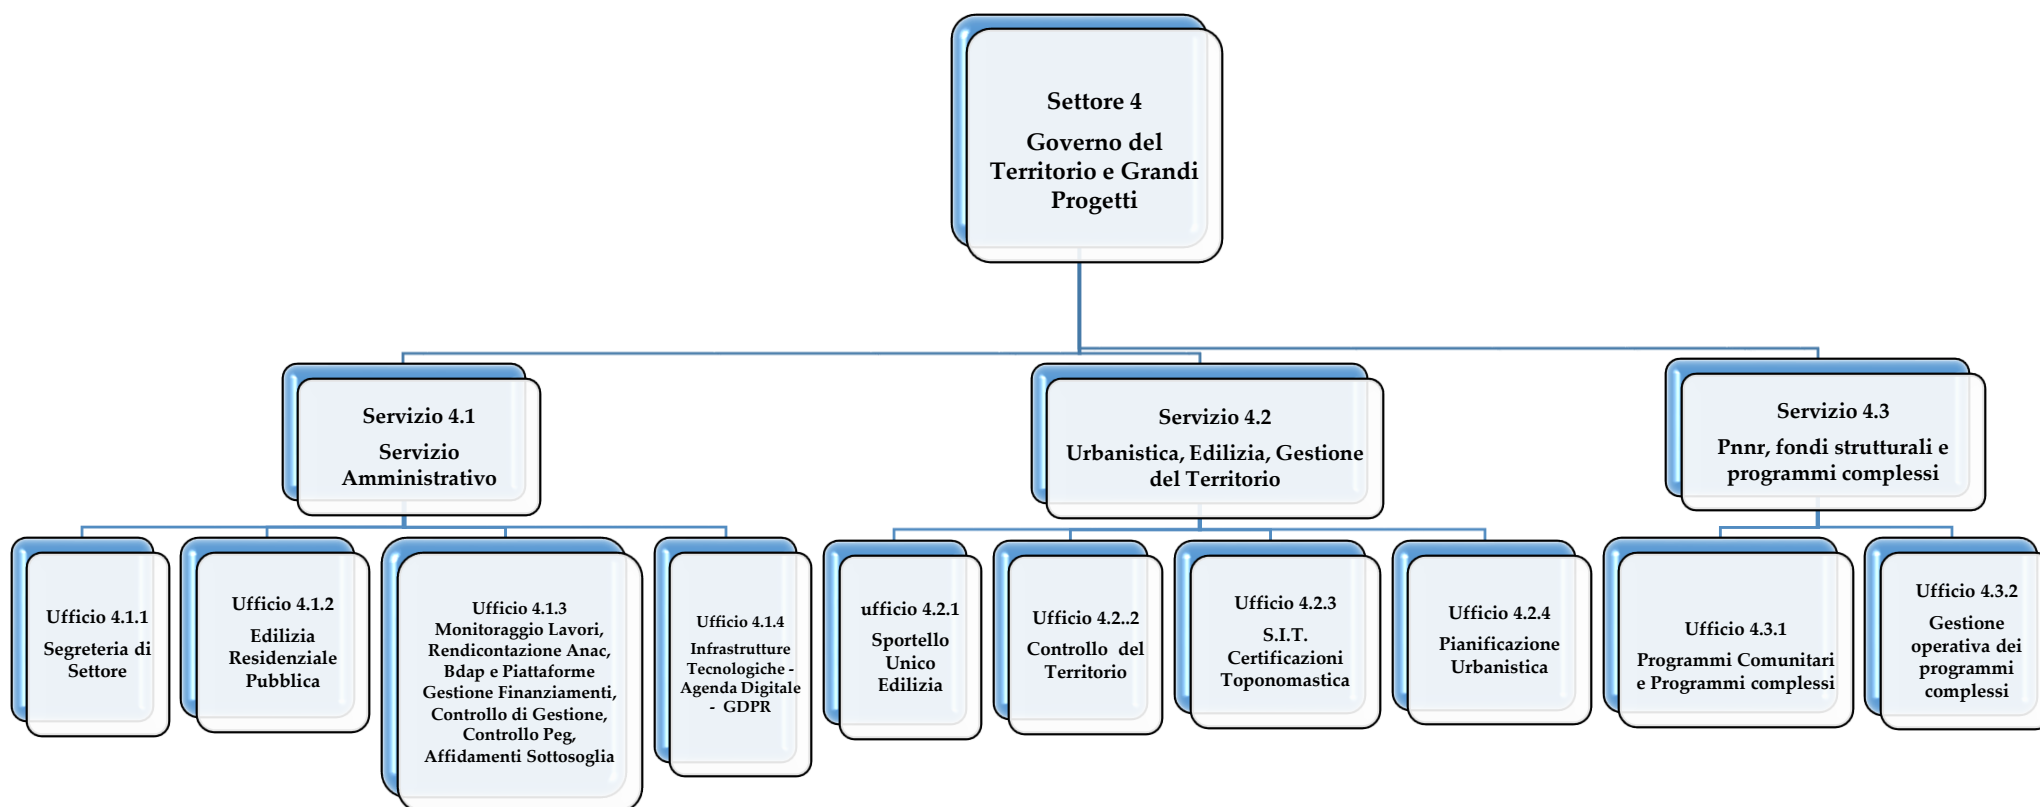 Settore 4
Governo del
Territorio e Grandi
Progetti
Servizio 4.1
Servizio
Amministrativo
Servizio 4.2
Urbanistica, Edilizia, Gestione
del Territorio
Servizio 4.3
Pnnr, fondi strutturali e
programmi complessi
Ufficio 4.1.1
Segreteria di
Settore
Ufficio 4.1.2
Edilizia
Residenziale
Pubblica
Ufficio 4.1.3
Monitoraggio Lavori,
Rendicontazione Anac,
Bdap e Piattaforme
Gestione Finanziamenti,
Controllo di Gestione,
Controllo Peg,
Affidamenti Sottosoglia
Ufficio 4.1.4
Infrastrutture
Tecnologiche -
Agenda Digitale
- GDPR
ufficio 4.2.1
Sportello
Unico
Edilizia
Ufficio 4.2..2
Controllo del
Territorio
Ufficio 4.2.3
S.I.T.
Certificazioni
Toponomastica
Ufficio 4.2.4
Pianificazione
Urbanistica
Ufficio 4.3.1
Programmi Comunitari
e Programmi complessi
Ufficio 4.3.2
Gestione
operativa dei
programmi
complessi